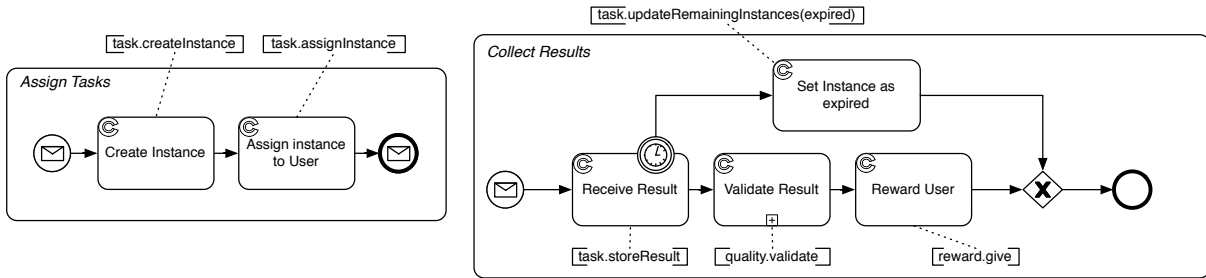 task.createInstance
task.assignInstance
Assign Tasks
Create Instance
Assign instance
to User
task.updateRemainingInstances(expired)
Collect Results
Set Instance as
expired
Receive Result
Validate Result
Reward User
task.storeResult
quality.validate
reward.give